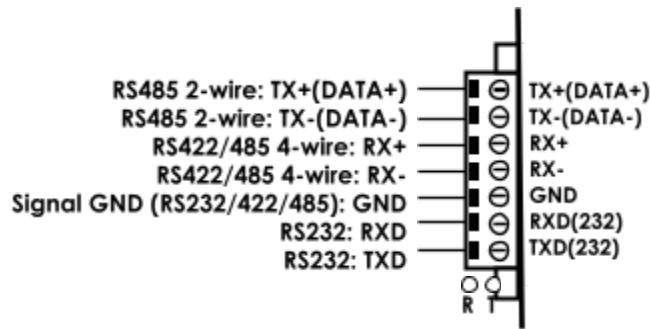 RS485 2-wire: TX+(DATA+) TX+(DATA+)
RS485 2-wire: TX-(DATA-) TX-(DATA-)
RS422/485 4-wire: RX+ RX+
RS422/485 4-wire: RX- RX-
Signal GND (RS232/422/485): GND GND
RS232: RXD RXD(232)
RS232: TXD TXD(232)
R T